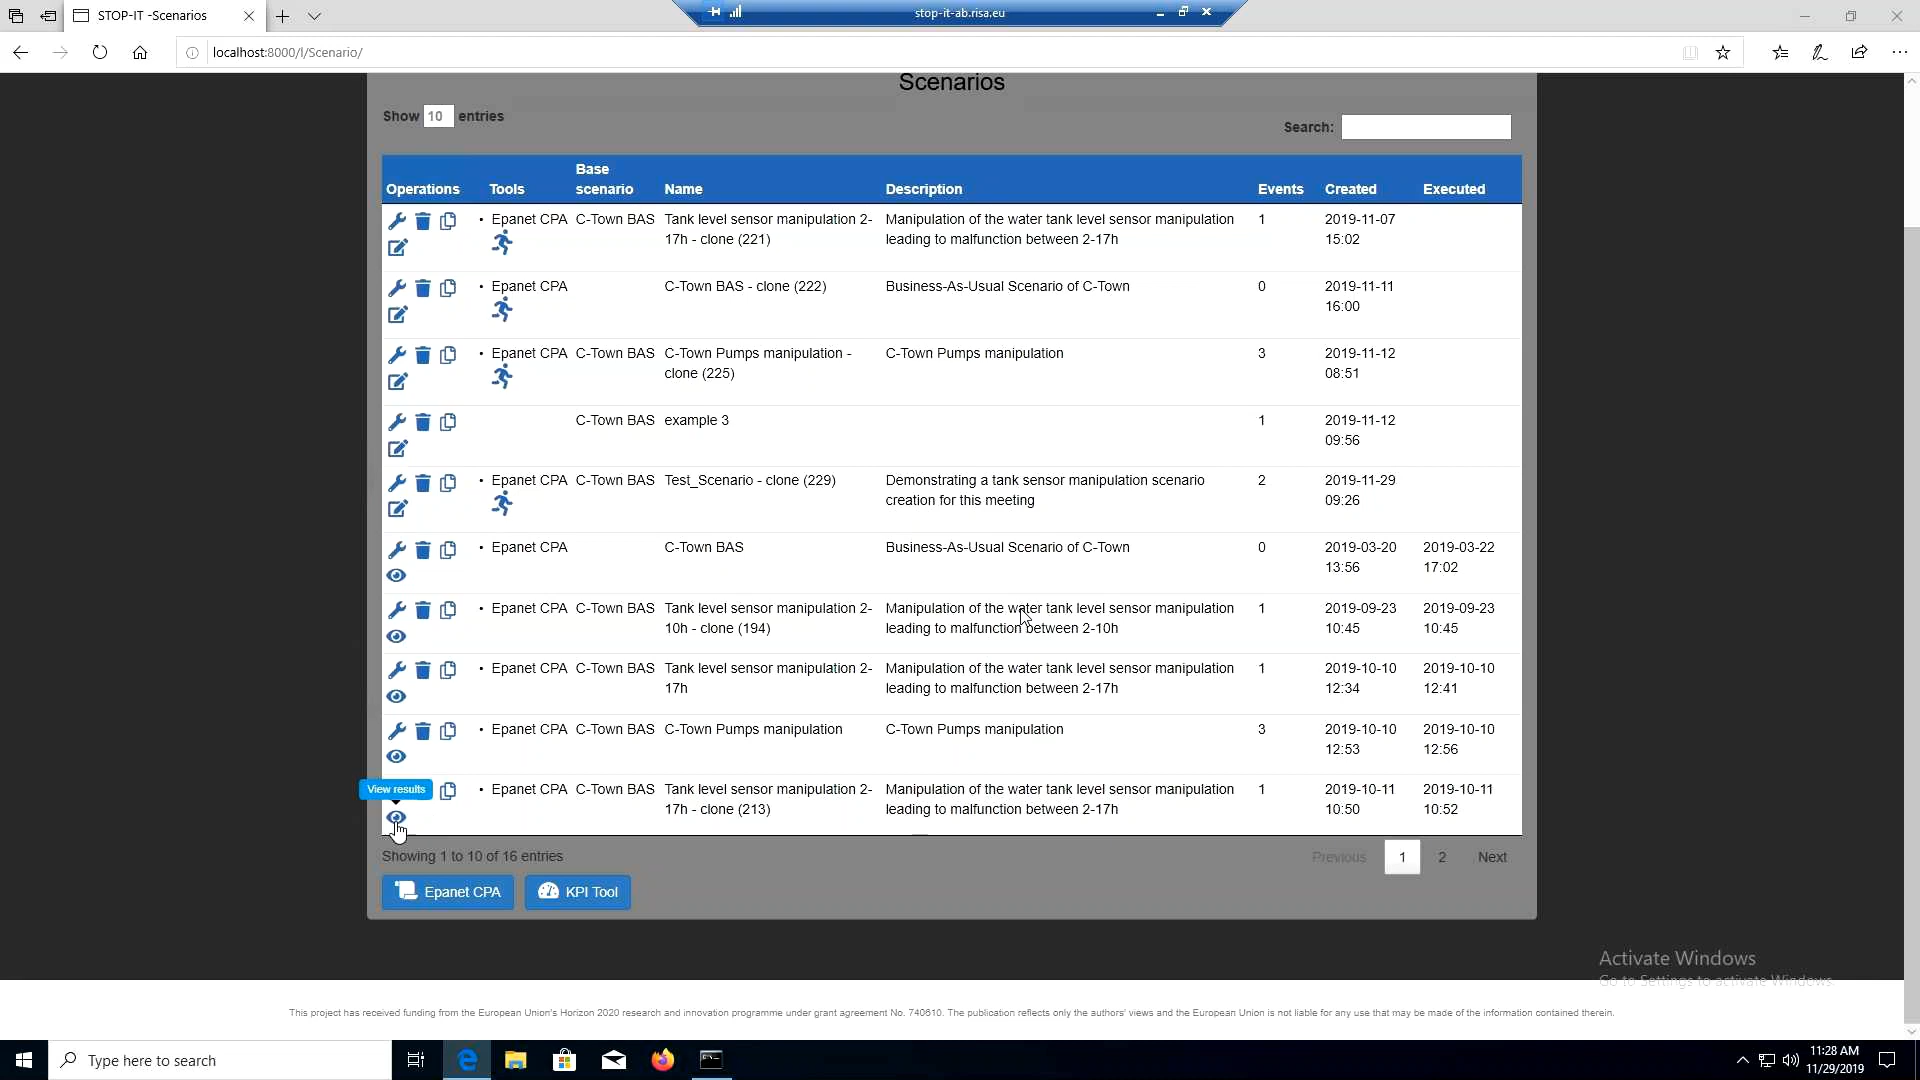 STOP-IT -Scenarios
stop-it-ab.risa.eu
localhost:8000/I/Scenario/
Scenarios
Show 10 entries
Search:
Operations Tools Base scenario Name Description Events Created Executed
Epanet CPA C-Town BAS Tank level sensor manipulation 2- Manipulation of the water tank level sensor manipulation 1 2019-11-07
17h - clone (221) leading to malfunction between 2-17h 15:02
Epanet CPA C-Town BAS - clone (222) Business-As-Usual Scenario of C-Town 0 2019-11-11
16:00
Epanet CPA C-Town BAS C-Town Pumps manipulation - C-Town Pumps manipulation 3 2019-11-12
clone (225) 08:51
C-Town BAS example 3 1 2019-11-12
09:56
Epanet CPA C-Town BAS Test_Scenario - clone (229) Demonstrating a tank sensor manipulation scenario 2 2019-11-29
creation for this meeting 09:26
Epanet CPA C-Town BAS Business-As-Usual Scenario of C-Town 0 2019-03-20 2019-03-22
13:56 17:02
Epanet CPA C-Town BAS Tank level sensor manipulation 2- Manipulation of the water tank level sensor manipulation 1 2019-09-23 2019-09-23
10h - clone (194) leading to malfunction between 2-10h 10:45 10:45
Epanet CPA C-Town BAS Tank level sensor manipulation 2- Manipulation of the water tank level sensor manipulation 1 2019-10-10 2019-10-10
17h leading to malfunction between 2-17h 12:34 12:41
Epanet CPA C-Town BAS C-Town Pumps manipulation C-Town Pumps manipulation 3 2019-10-10 2019-10-10
12:53 12:56
View results
Epanet CPA C-Town BAS Tank level sensor manipulation 2- Manipulation of the water tank level sensor manipulation 1 2019-10-11 2019-10-11
17h - clone (213) leading to malfunction between 2-17h 10:50 10:52
Showing 1 to 10 of 16 entries
Previous 1 2 Next
Epanet CPA KPI Tool
Activate Windows
Go to Settings to activate Windows.
This project has received funding from the European Union's Horizon 2020 research and innovation programme under grant agreement No. 740610. The publication reflects only the authors' views and the European Union is not liable for any use that may be made of the information contained therein.
Type here to search
11:28 AM
11/29/2019